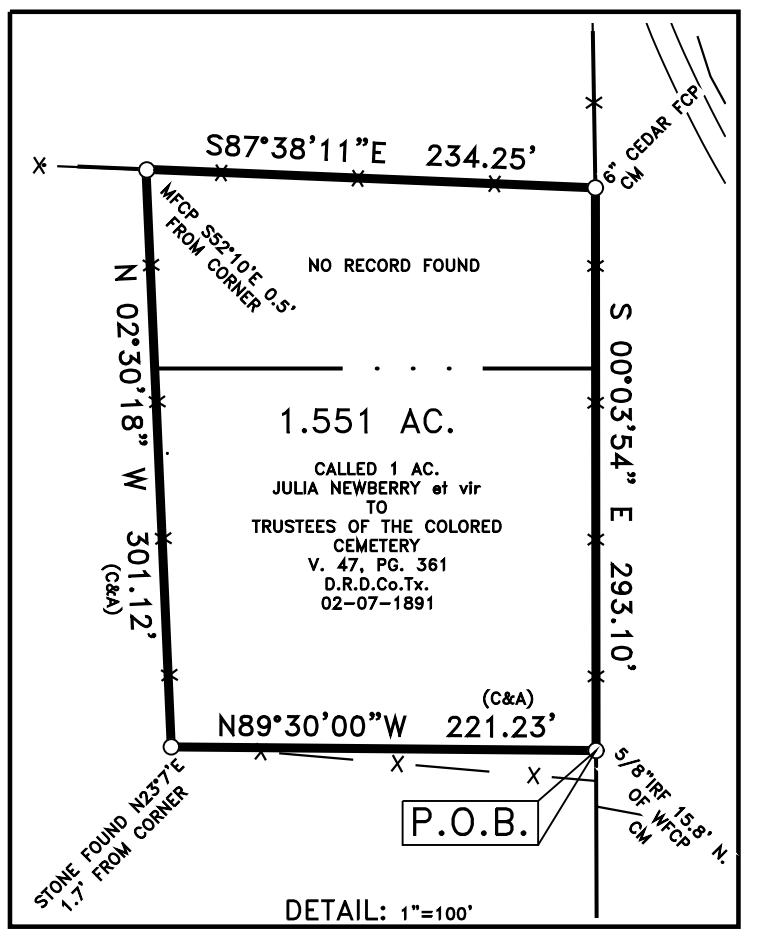 S87°38'11"E 234.25'
6" CEDAR FCP
CM
MFCP S52°10'E 0.5'
FROM CORNER
NO RECORD FOUND
N 02°30'18" W 301.12'
(C&A)
S 00°03'54" E 293.10'
1.551 AC.
CALLED 1 AC.
JULIA NEWBERRY et vir
TO
TRUSTEES OF THE COLORED
CEMETERY
V. 47, PG. 361
D.R.D.Co.Tx.
02-07-1891
(C&A)
N89°30'00"W 221.23'
STONE FOUND N23°7'E
1.7' FROM CORNER
5/8"IRF 15.8' N.
OF WFCP
CM
P.O.B.
DETAIL: 1"=100'